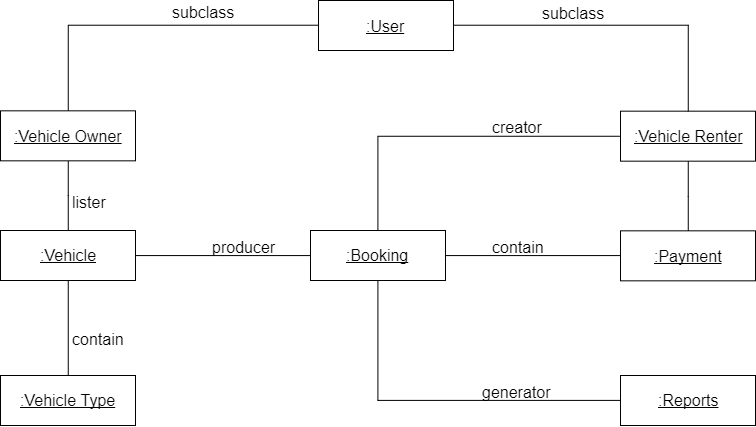 subclass
:User
subclass
:Vehicle Owner
creator
:Vehicle Renter
lister
:Vehicle
producer
:Booking
contain
:Payment
contain
:Vehicle Type
generator
:Reports